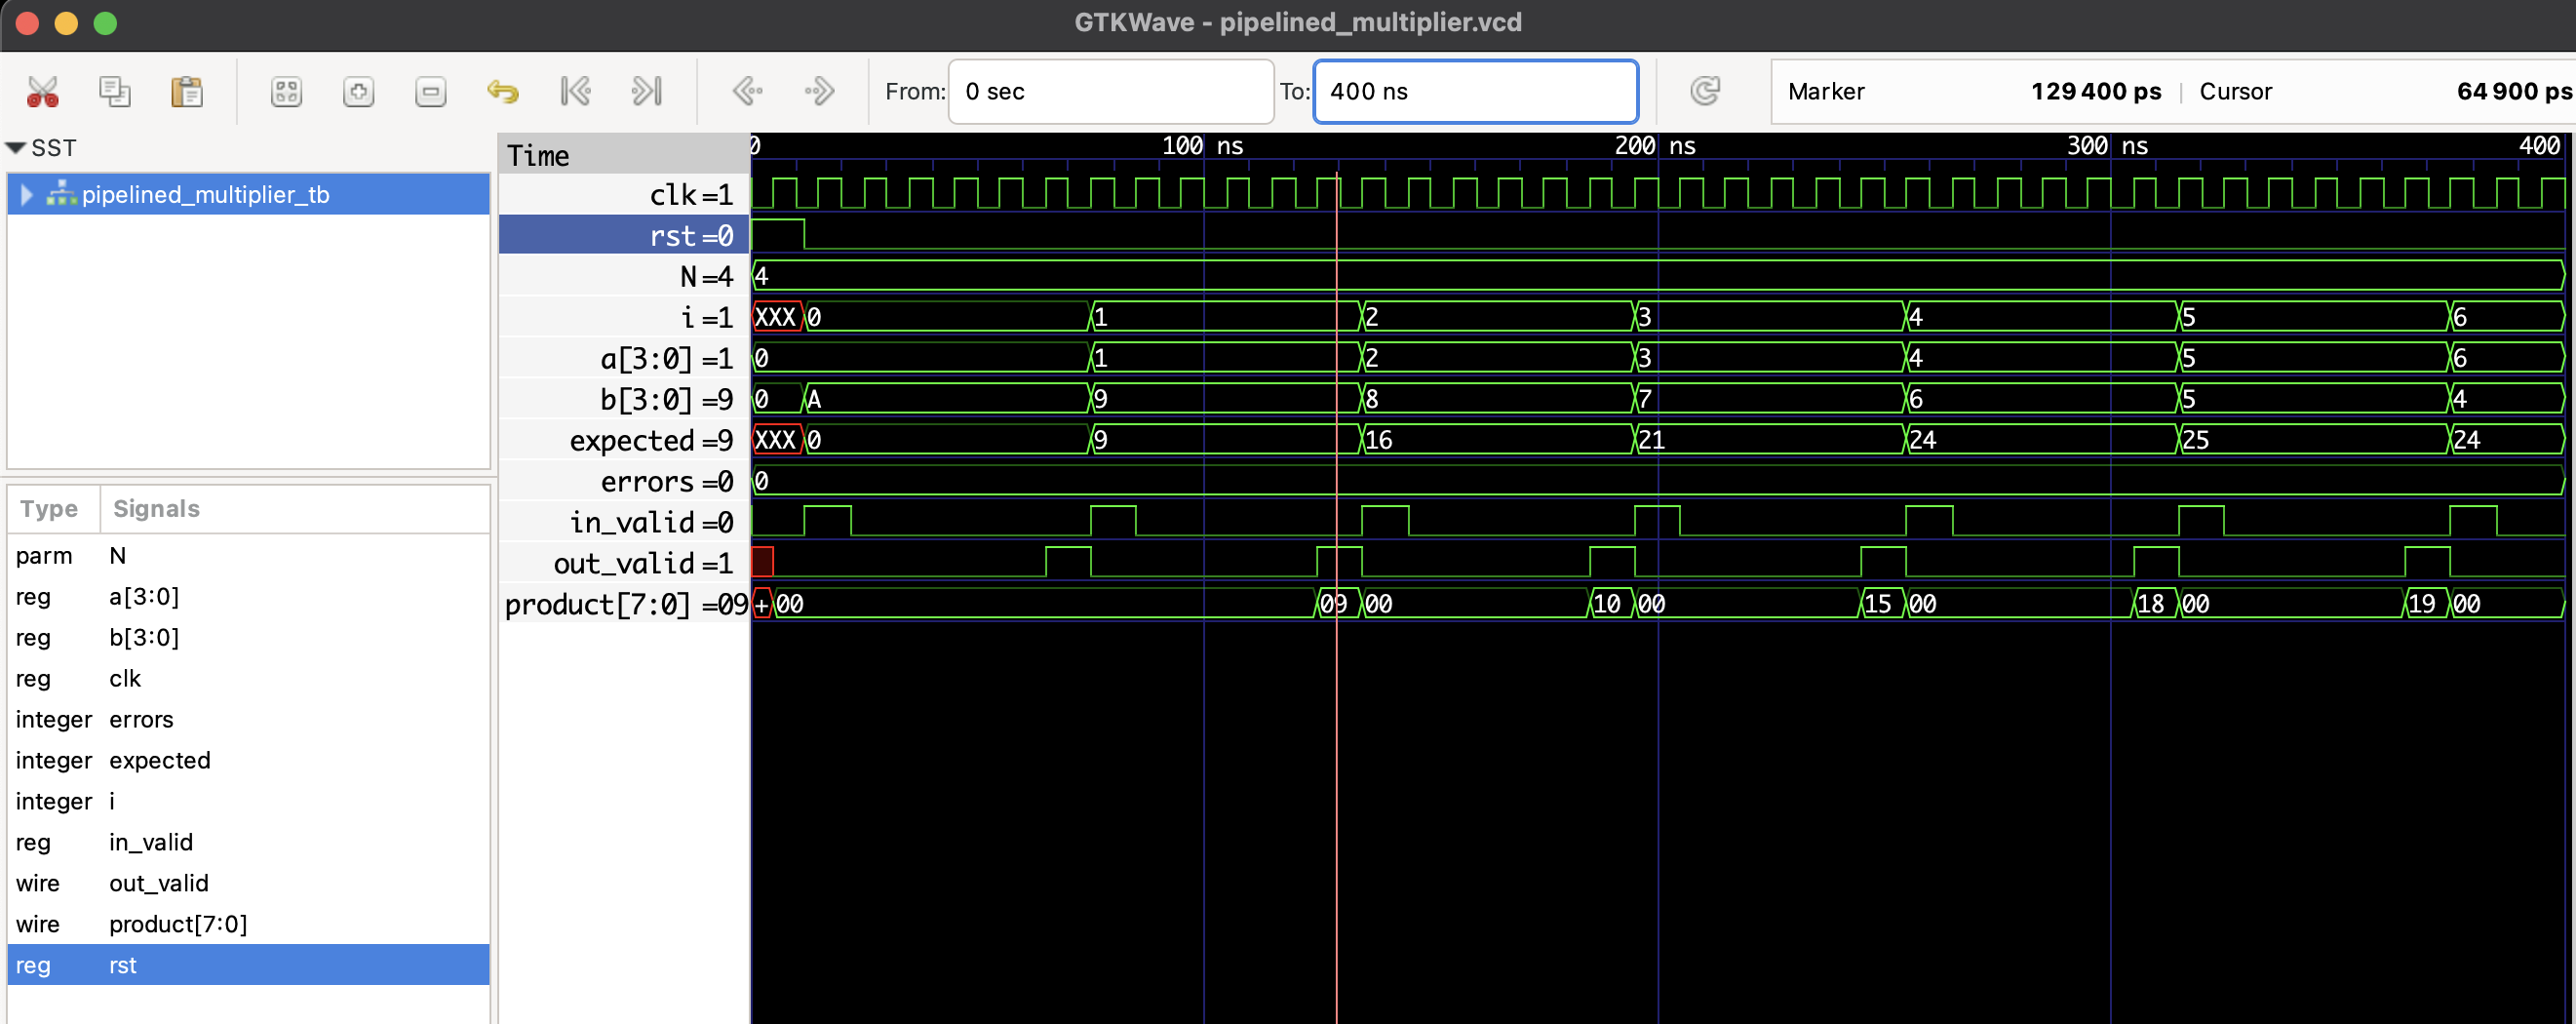 GTKWave - pipelined_multiplier.vcd
From: 0 sec To: 400 ns Marker 129 400 ps | Cursor 64 900 ps
SST
pipelined_multiplier_tb
Type Signals
parm N
reg a[3:0]
reg b[3:0]
reg clk
integer errors
integer expected
integer i
reg in_valid
wire out_valid
wire product[7:0]
reg rst
Time 0 100 ns 200 ns 300 ns 400
clk =1
rst =0
N =4 4
i =1 XXX 0 1 2 3 4 5 6
a[3:0] =1 0 1 2 3 4 5 6
b[3:0] =9 0 A 9 8 7 6 5 4
expected =9 XXX 0 9 16 21 24 25 24
errors =0 0
in_valid =0
out_valid =1
product[7:0] =09 + 00 09 00 10 00 15 00 18 00 19 00